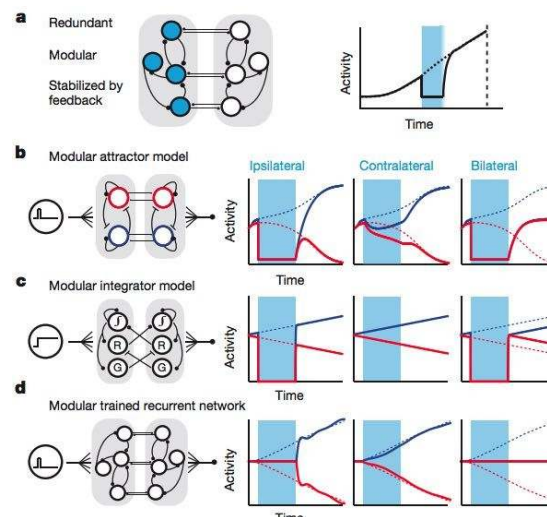 a
Redundant
Modular
Stabilized by
feedback
Activity
Time
b
Modular attractor model
Ipsilateral
Contralateral
Bilateral
Activity
Time
c
Modular integrator model
∫
∫
R
R
G
G
Activity
Time
d
Modular trained recurrent network
Activity
Time